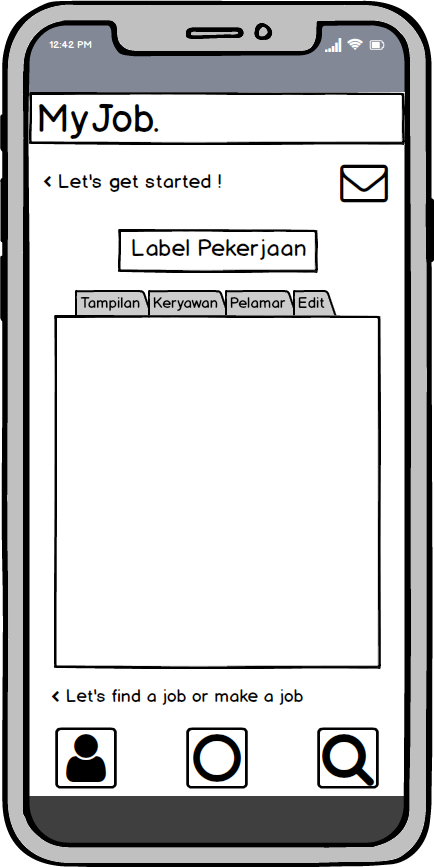 12:42 PM
MyJob.
Let's get started !
Label Pekerjaan
Tampilan Keryawan Pelamar Edit
Let's find a job or make a job